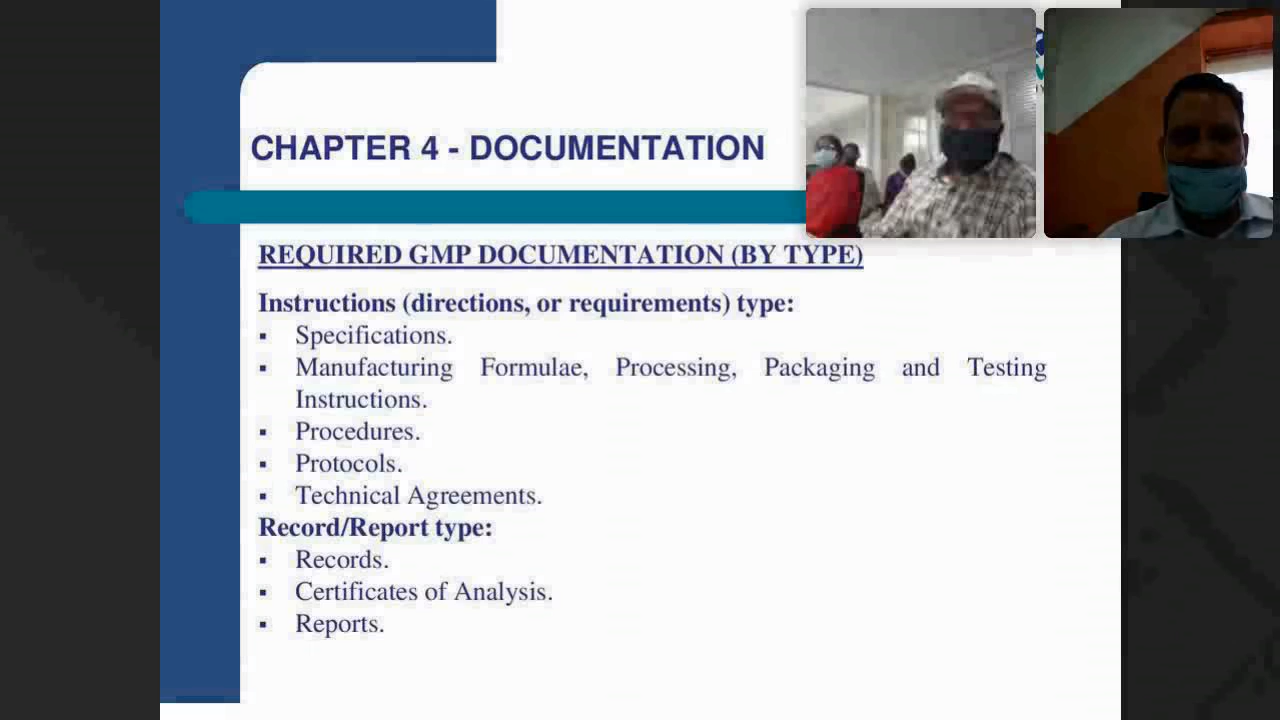 CHAPTER 4 - DOCUMENTATION
REQUIRED GMP DOCUMENTATION (BY TYPE)
Instructions (directions, or requirements) type:
▪ Specifications.
▪ Manufacturing Formulae, Processing, Packaging and Testing
Instructions.
▪ Procedures.
▪ Protocols.
▪ Technical Agreements.
Record/Report type:
▪ Records.
▪ Certificates of Analysis.
▪ Reports.